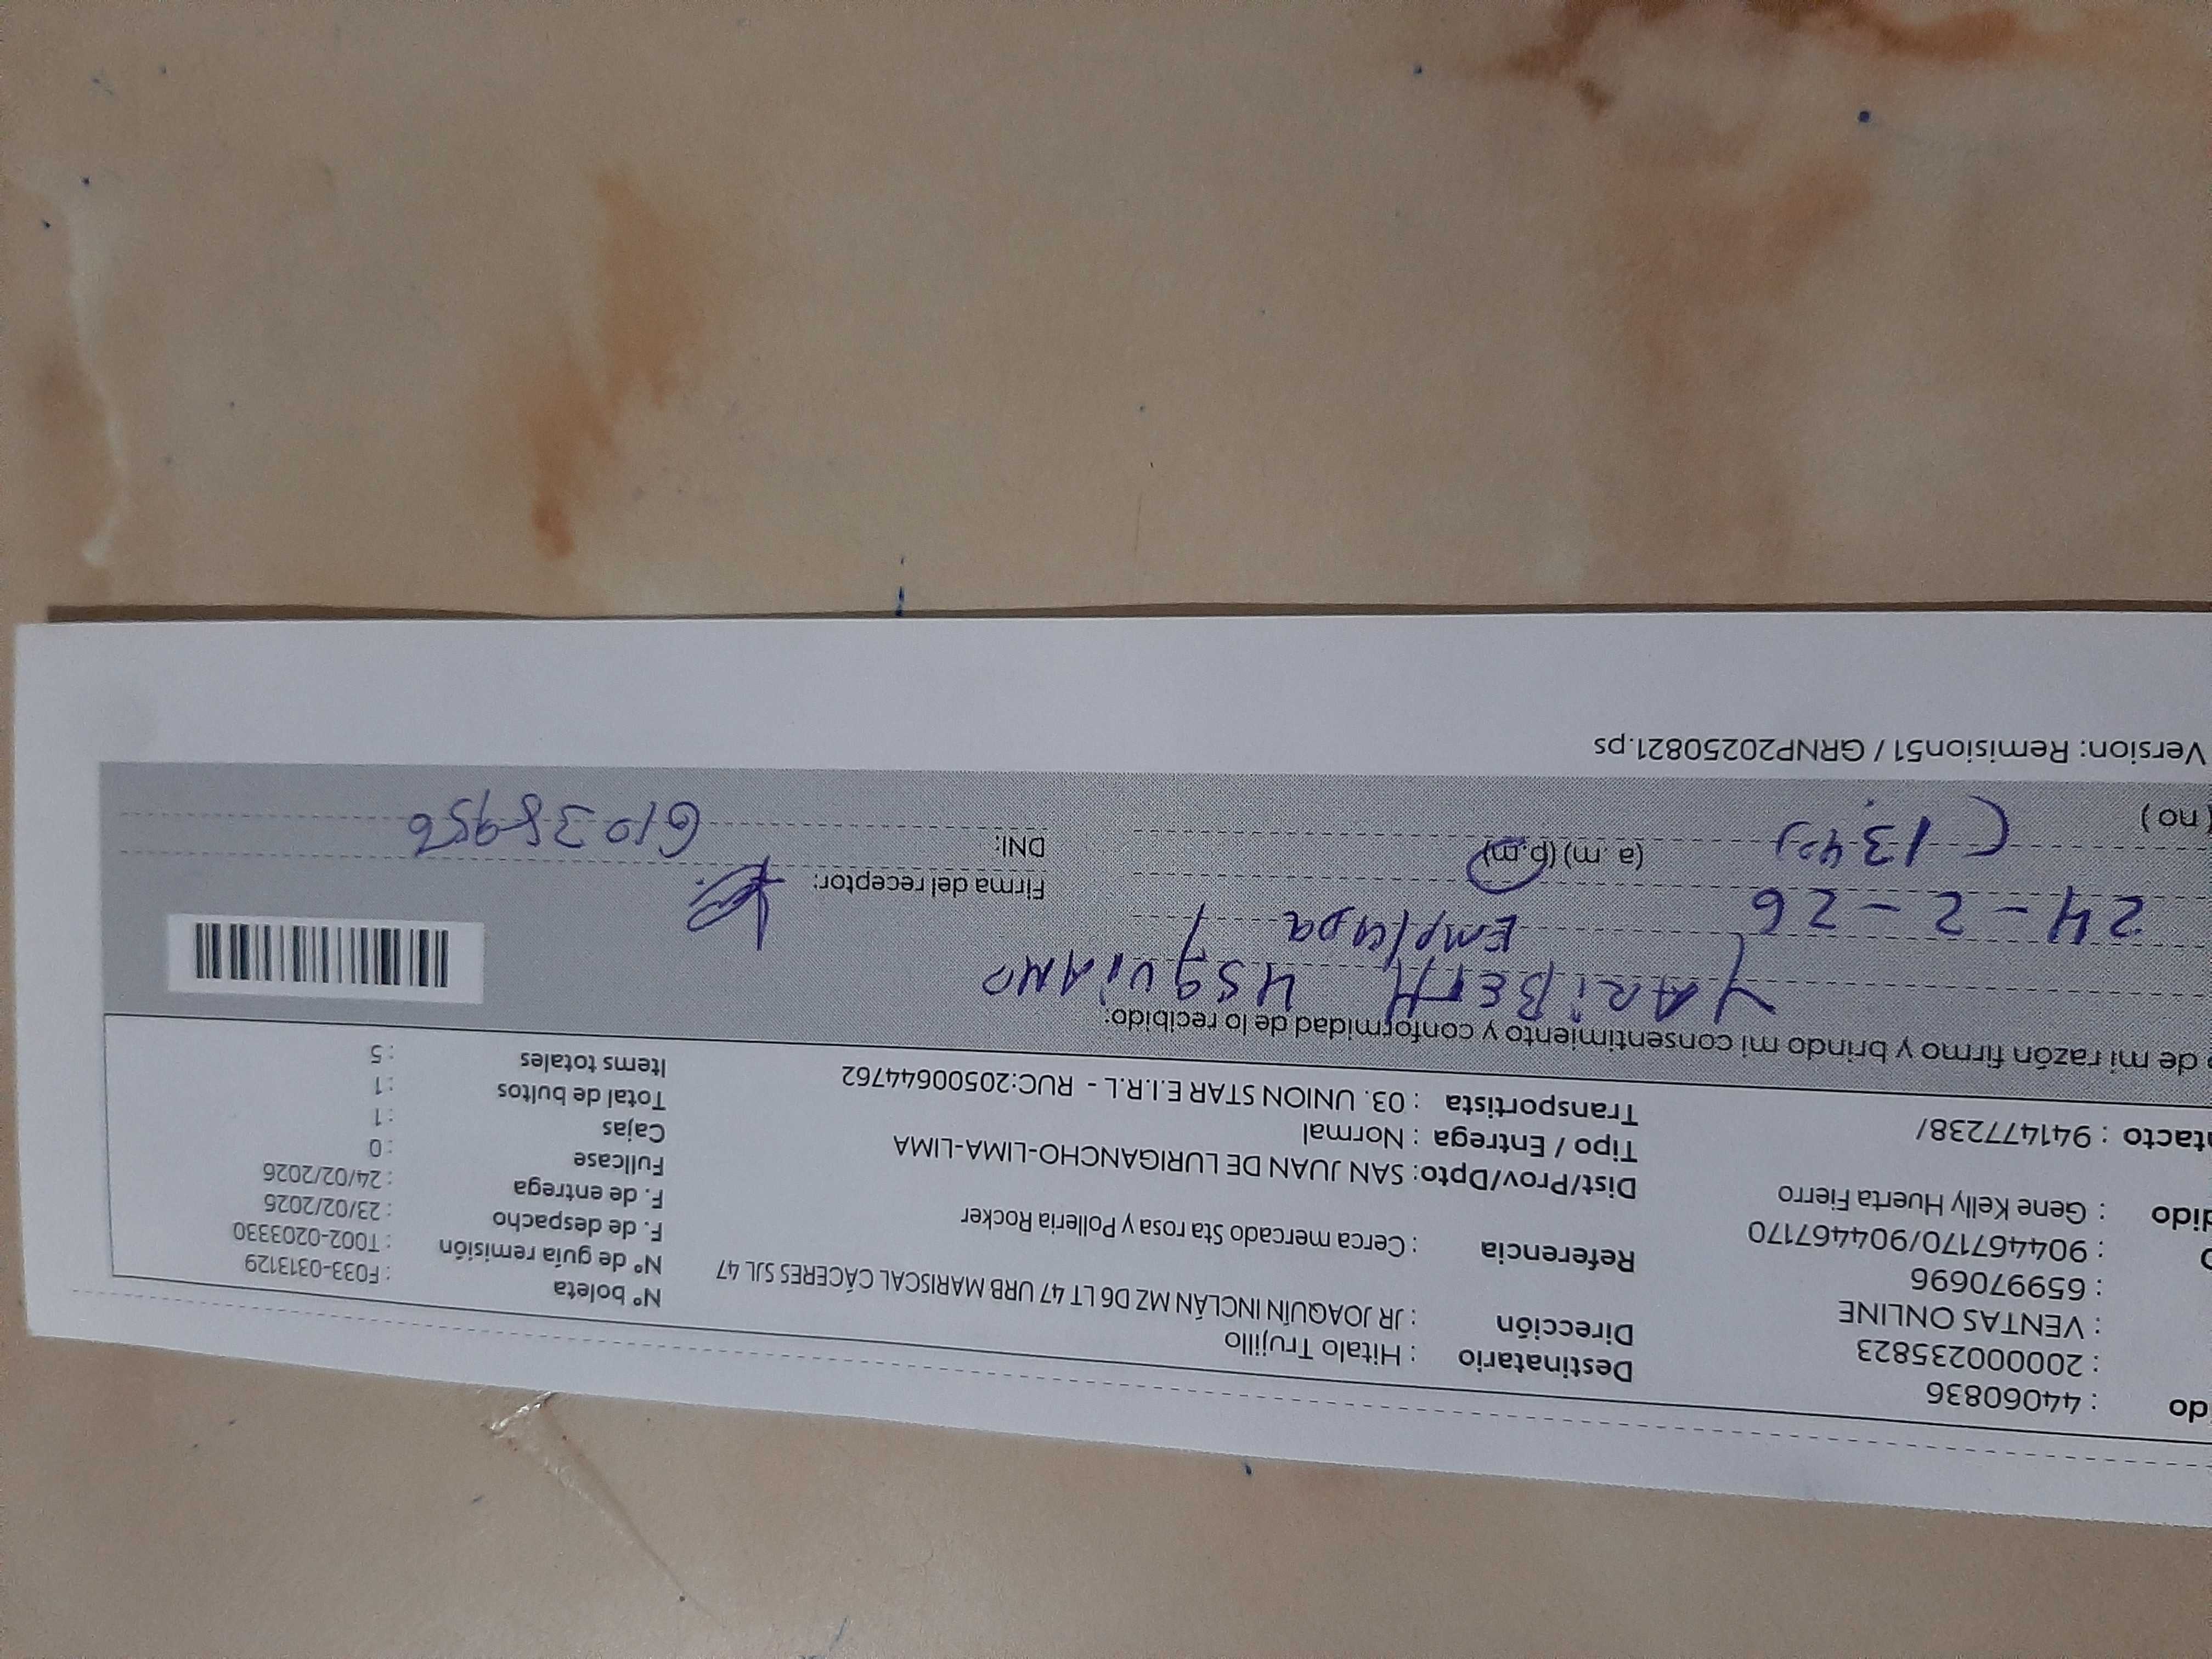 do : 44060836
: 200000235823
: VENTAS ONLINE
: 659970696
: 904467170/904467170
dido : Gene Kelly Huerta Fierro
tacto : 941477238/
Destinatario : Hitalo Trujillo
Dirección : JR JOAQUÍN INCLÁN MZ D6 LT 47 URB MARISCAL CÁCERES SJL 47
Referencia : Cerca mercado Sta rosa y Polleria Rocker
Dist/Prov/Dpto: SAN JUAN DE LURIGANCHO-LIMA-LIMA
Tipo / Entrega : Normal
Transportista : 03. UNION STAR E.I.R.L - RUC:20500644762
N° boleta : F033-0313129
N° de guía remisión : T002-0203330
F. de despacho : 23/02/2026
F. de entrega : 24/02/2026
Fullcase : 0
Cajas : 1
Total de bultos : 1
Items totales : 5
de mi razón firmo y brindo mi consentimiento y conformidad de lo recibido:
YARiBETH USQUiANO
Empleada
24-2-26
(a. m) (p.m)
no )
Firma del receptor:
DNI:
Version: Remision51 / GRNP20250821.ps